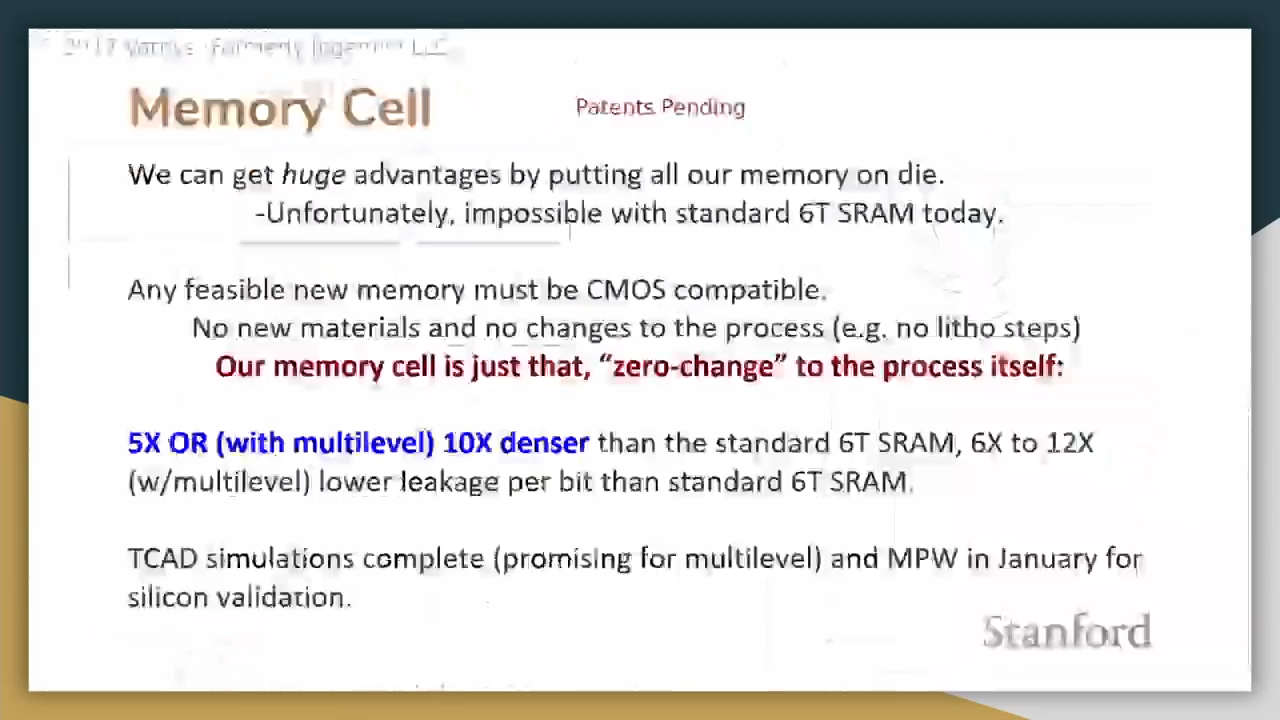 2017
Memory Cell
Patents Pending
We can get huge advantages by putting all our memory on die.
-Unfortunately, impossible with standard 6T SRAM today.
Any feasible new memory must be CMOS compatible.
No new materials and no changes to the process (e.g. no litho steps)
Our memory cell is just that, “zero-change” to the process itself:
5X OR (with multilevel) 10X denser than the standard 6T SRAM, 6X to 12X
(w/multilevel) lower leakage per bit than standard 6T SRAM.
TCAD simulations complete (promising for multilevel) and MPW in January for
silicon validation.
Stanford